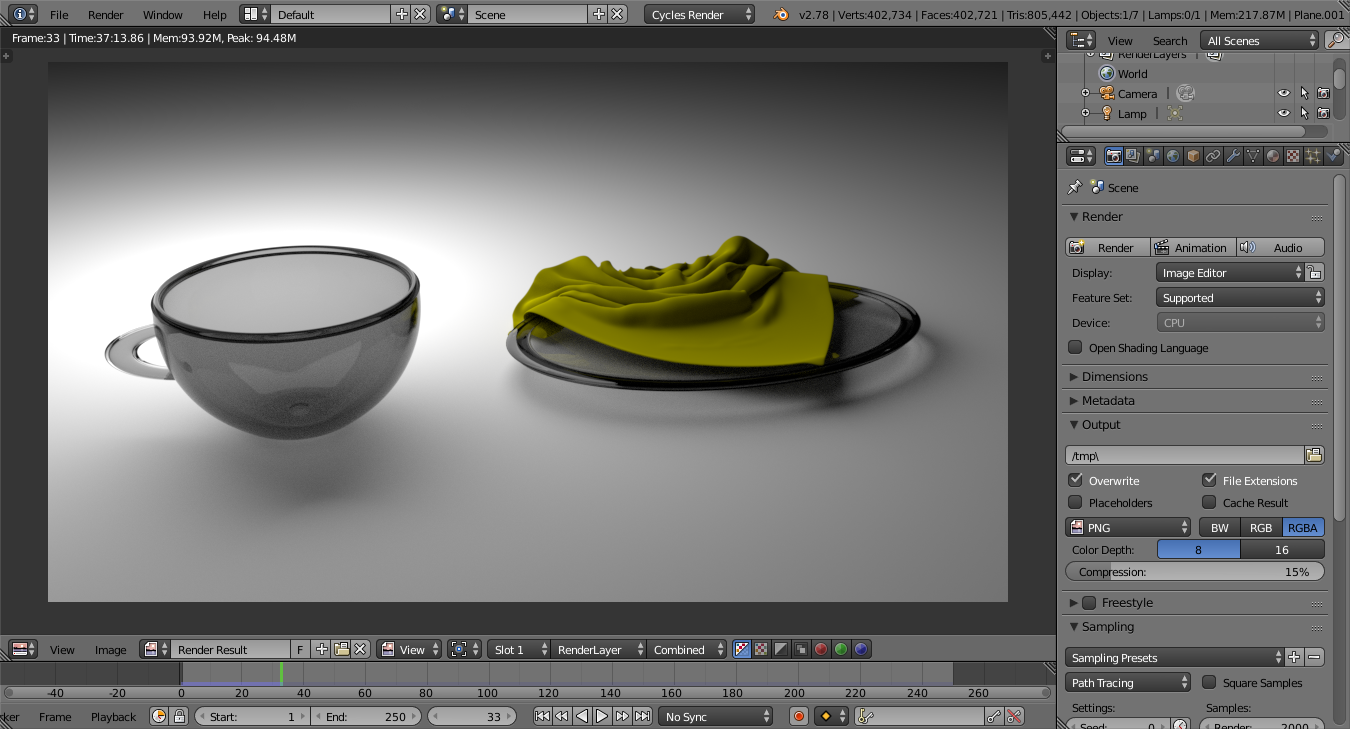 File Render Window Help Default Scene Cycles Render v2.78 | Verts:402,734 | Faces:402,721 | Tris:805,442 | Objects:1/7 | Lamps:0/1 | Mem:217.87M | Plane.001
Frame:33 | Time:37:13.86 | Mem:93.92M, Peak: 94.48M
View Search All Scenes
RenderLayers |
World
Camera |
Lamp |
Scene
Render
Render Animation Audio
Display: Image Editor
Feature Set: Supported
Device: CPU
Open Shading Language
Dimensions
Metadata
Output
/tmp\
Overwrite File Extensions
Placeholders Cache Result
PNG BW RGB RGBA
Color Depth: 8 16
Compression: 15%
Freestyle
Sampling
Sampling Presets
Path Tracing Square Samples
Settings: Samples:
Seed: 0 Render: 2000
View Image Render Result F View Slot 1 RenderLayer Combined
-40 -20 0 20 40 60 80 100 120 140 160 180 200 220 240 260
ker Frame Playback Start: 1 End: 250 33 No Sync